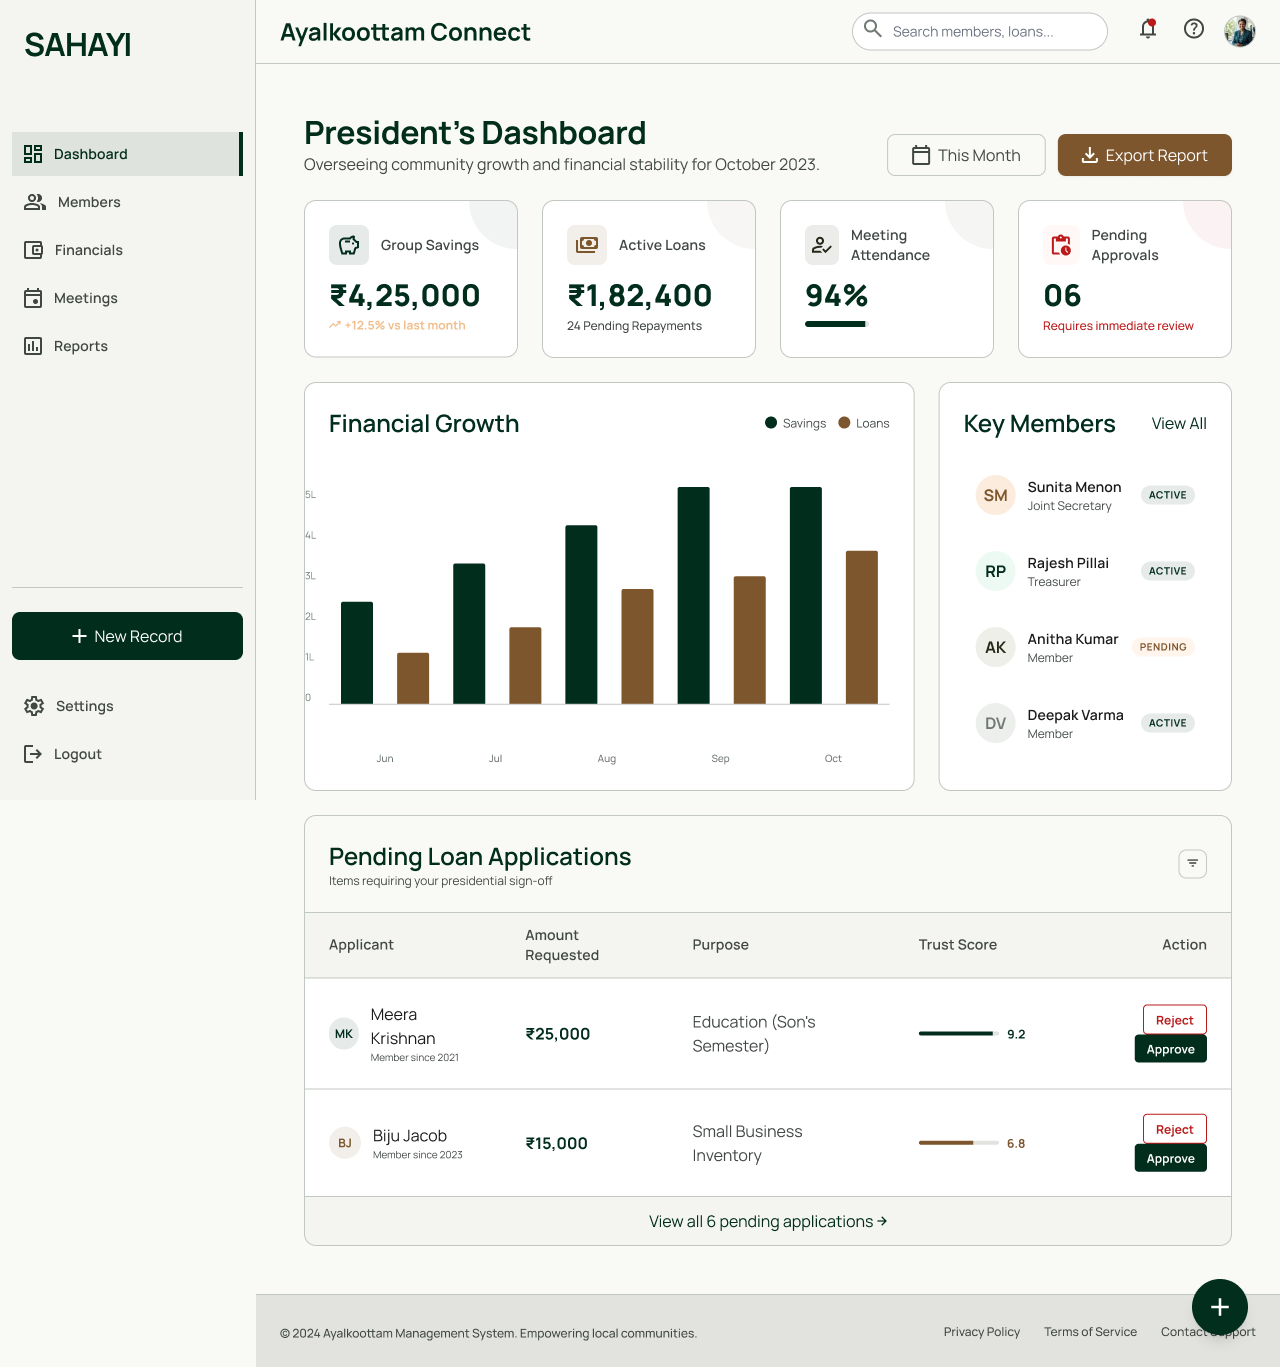 SAHAYI
Ayalkoottam Connect
Search members, loans...
Dashboard
Members
Financials
Meetings
Reports
New Record
Settings
Logout
President's Dashboard
Overseeing community growth and financial stability for October 2023.
This Month
Export Report
Group Savings
₹4,25,000
+12.5% vs last month
Active Loans
₹1,82,400
24 Pending Repayments
Meeting
Attendance
94%
Pending
Approvals
06
Requires immediate review
Financial Growth
Savings
Loans
5L
4L
3L
2L
1L
0
Jun
Jul
Aug
Sep
Oct
Key Members
View All
SM
Sunita Menon
Joint Secretary
ACTIVE
RP
Rajesh Pillai
Treasurer
ACTIVE
AK
Anitha Kumar
Member
PENDING
DV
Deepak Varma
Member
ACTIVE
Pending Loan Applications
Items requiring your presidential sign-off
Applicant
Amount
Requested
Purpose
Trust Score
Action
MK
Meera
Krishnan
Member since 2021
₹25,000
Education (Son's
Semester)
9.2
Reject
Approve
BJ
Biju Jacob
Member since 2023
₹15,000
Small Business
Inventory
6.8
Reject
Approve
View all 6 pending applications →
© 2024 Ayalkoottam Management System. Empowering local communities.
Privacy Policy
Terms of Service
Contact